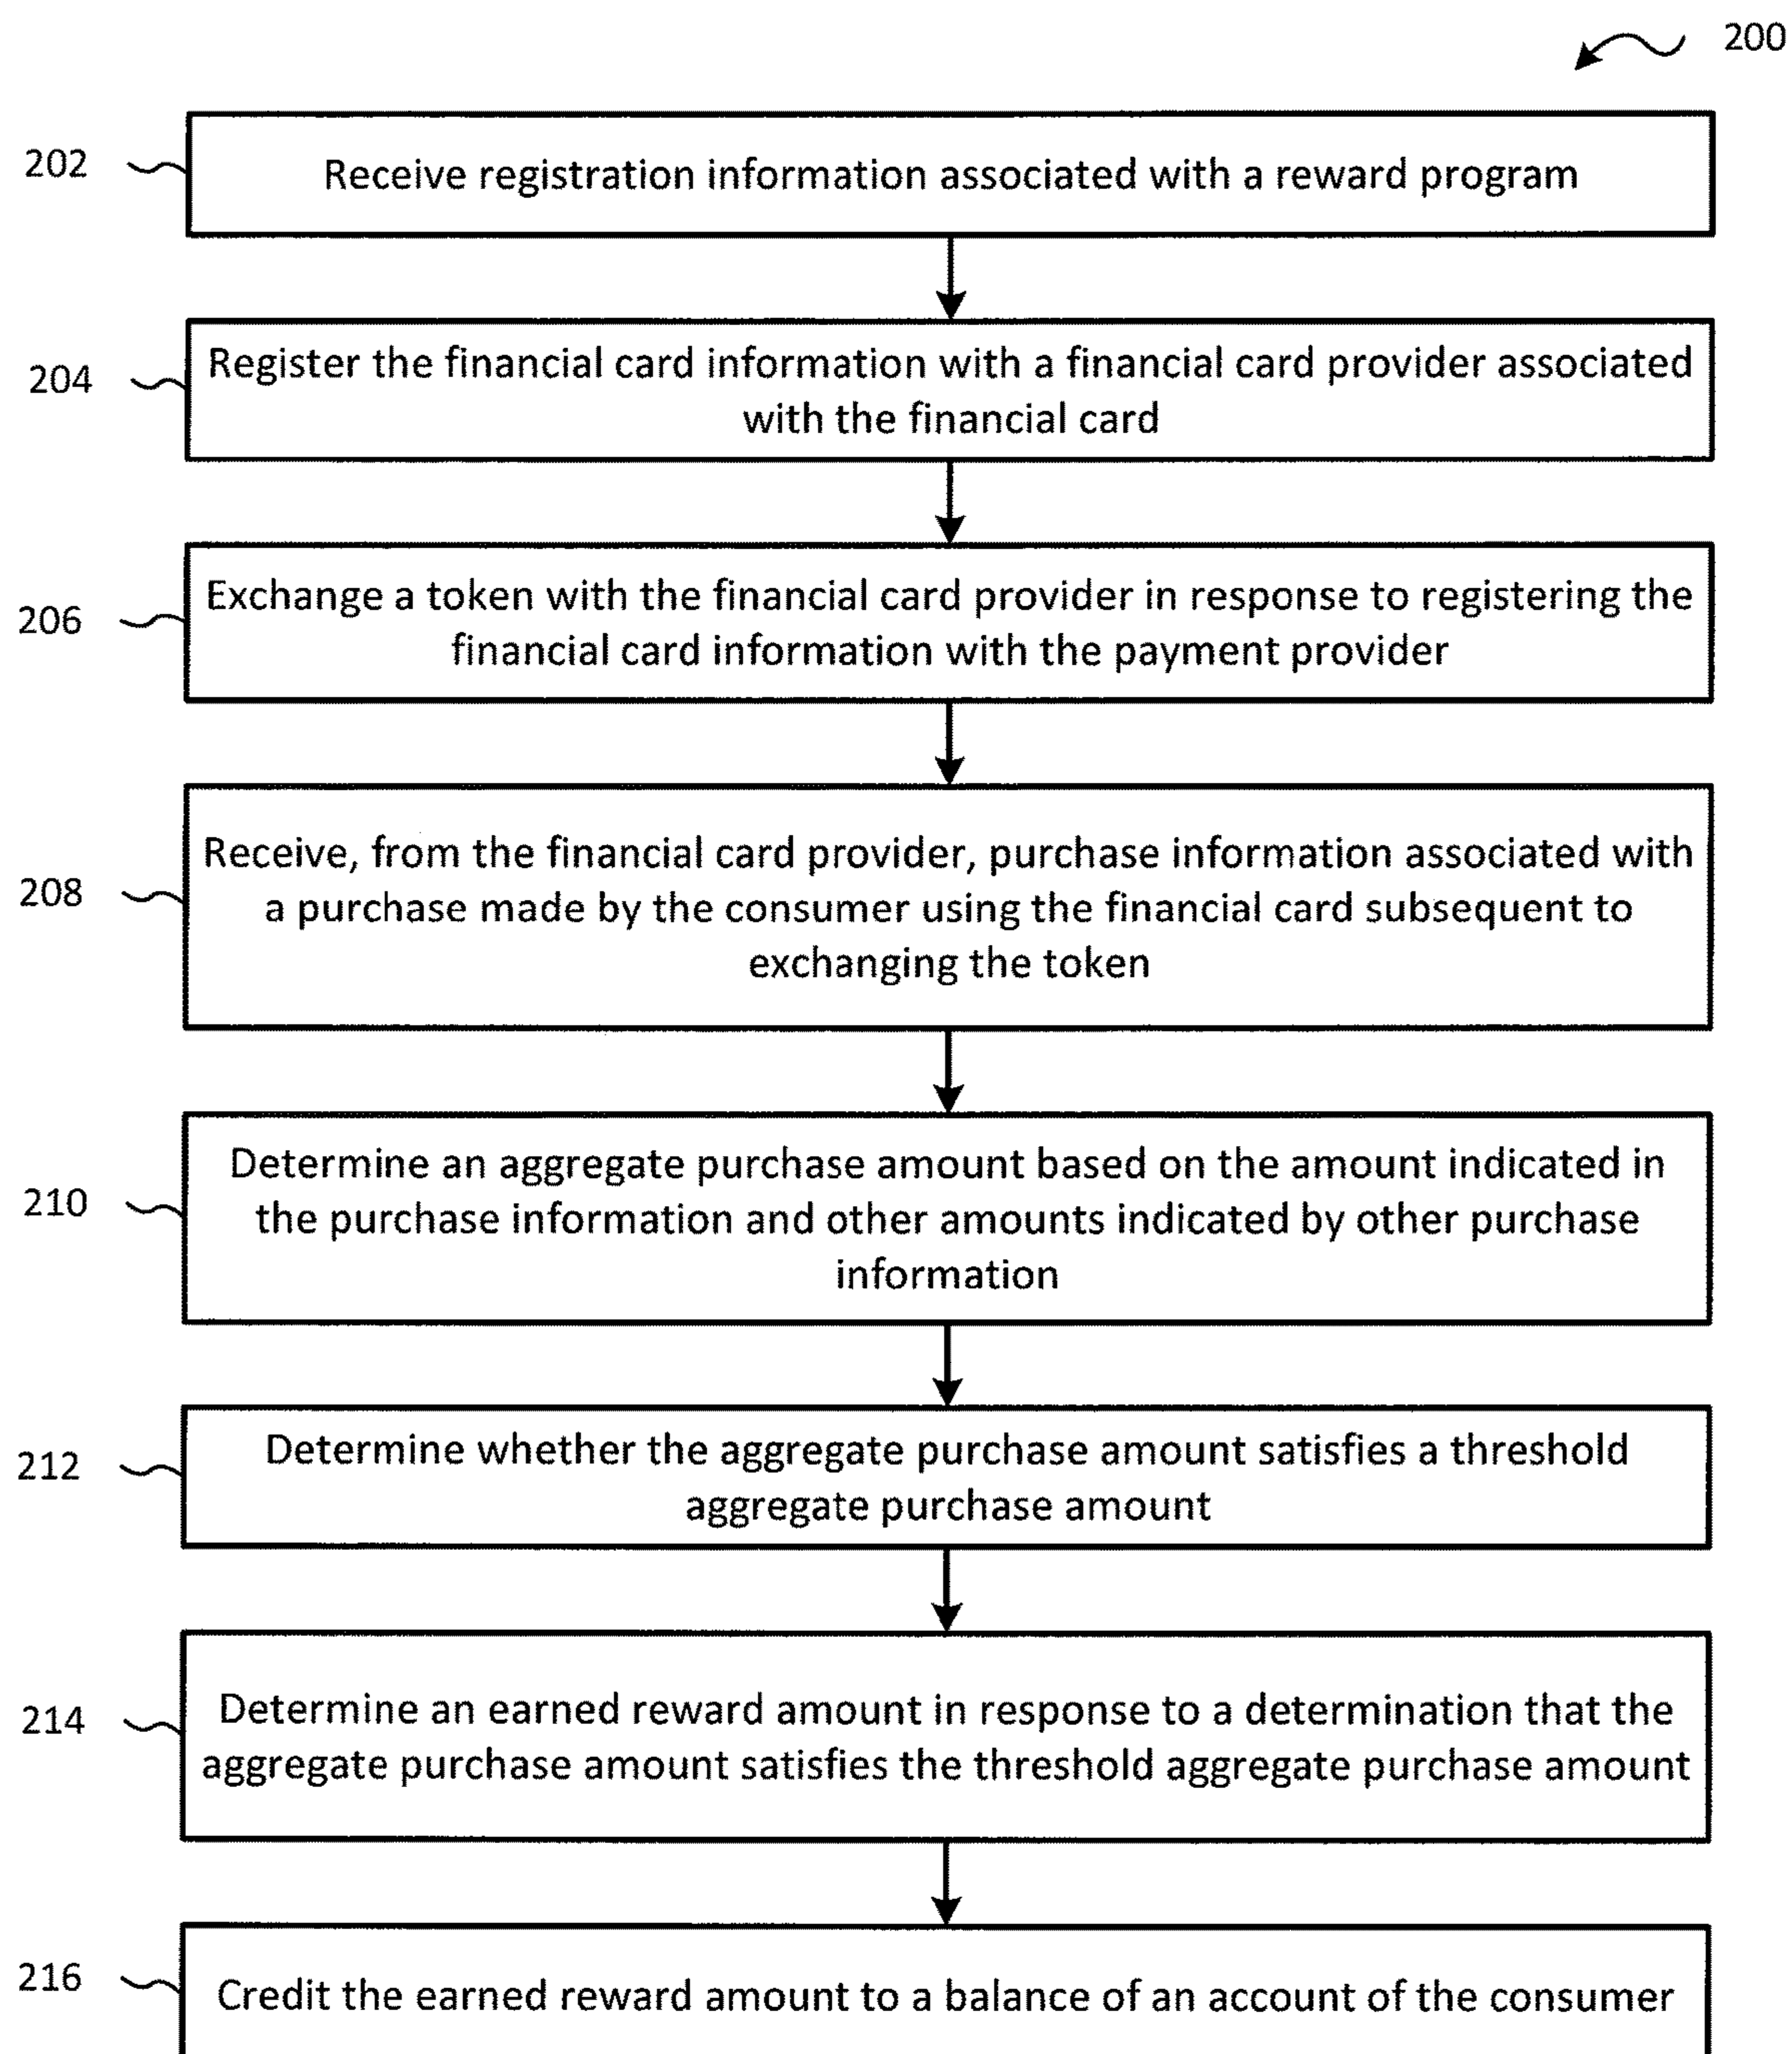 200
202
Receive registration information associated with a reward program
204
Register the financial card information with a financial card provider associated
with the financial card
206
Exchange a token with the financial card provider in response to registering the
financial card information with the payment provider
208
Receive, from the financial card provider, purchase information associated with
a purchase made by the consumer using the financial card subsequent to
exchanging the token
210
Determine an aggregate purchase amount based on the amount indicated in
the purchase information and other amounts indicated by other purchase
information
212
Determine whether the aggregate purchase amount satisfies a threshold
aggregate purchase amount
214
Determine an earned reward amount in response to a determination that the
aggregate purchase amount satisfies the threshold aggregate purchase amount
216
Credit the earned reward amount to a balance of an account of the consumer